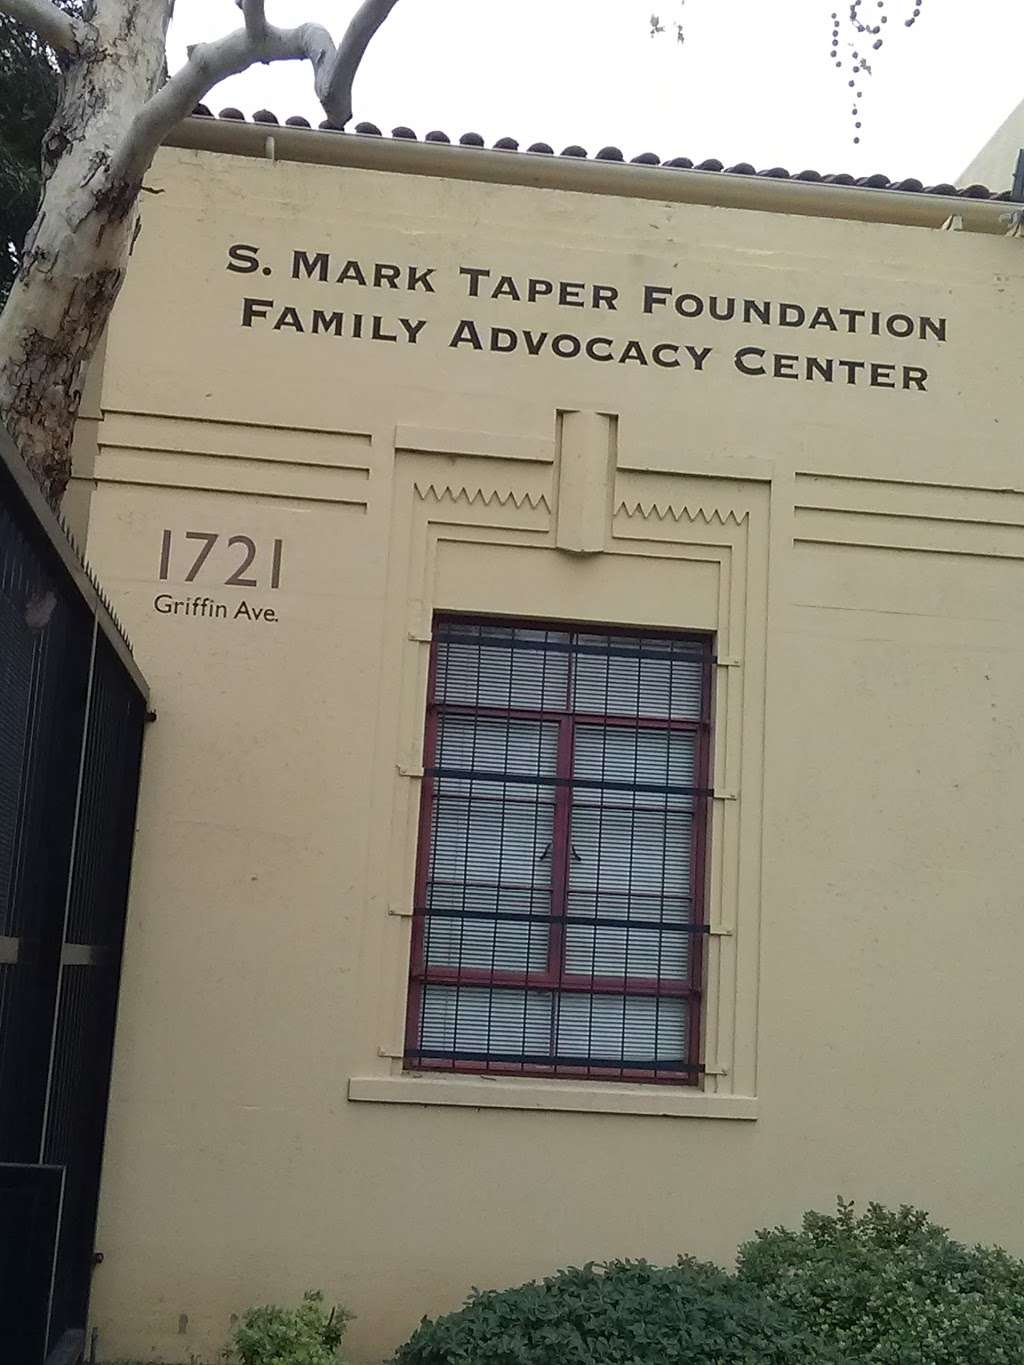 S. Mark Taper Foundation
Family Advocacy Center
1721
Griffin Ave.